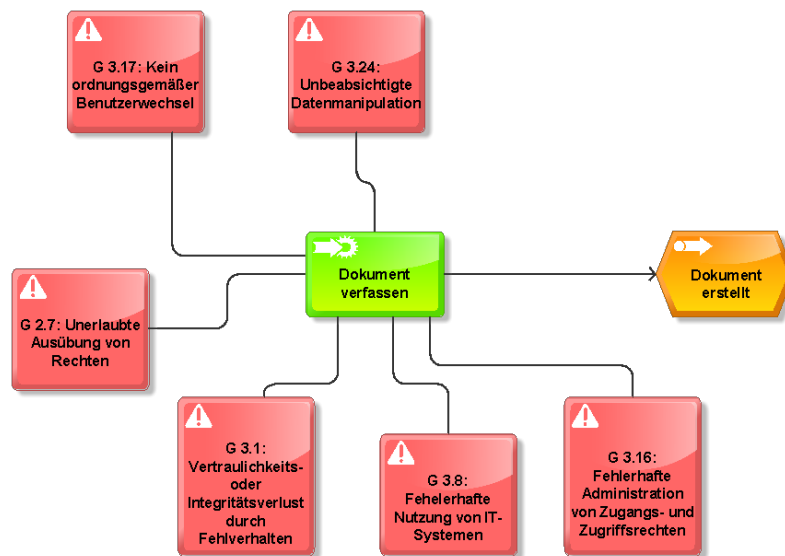 G 3.17: Kein
ordnungsgemäßer
Benutzerwechsel
G 3.24:
Unbeabsichtigte
Datenmanipulation
Dokument
verfassen
Dokument
erstellt
G 2.7: Unerlaubte
Ausübung von
Rechten
G 3.1:
Vertraulichkeits-
oder
Integritätsverlust
durch
Fehlverhalten
G 3.8:
Fehelerhafte
Nutzung von IT-
Systemen
G 3.16:
Fehlerhafte
Administration
von Zugangs- und
Zugriffsrechten